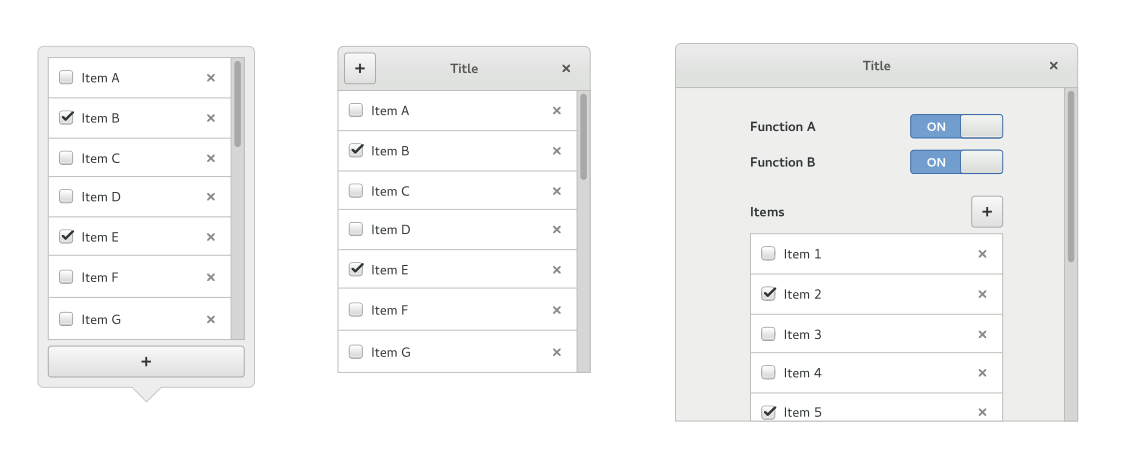 Item A
Item B
Item C
Item D
Item E
Item F
Item G
+
+ Title
Item A
Item B
Item C
Item D
Item E
Item F
Item G
Title
Function A ON
Function B ON
Items +
Item 1
Item 2
Item 3
Item 4
Item 5